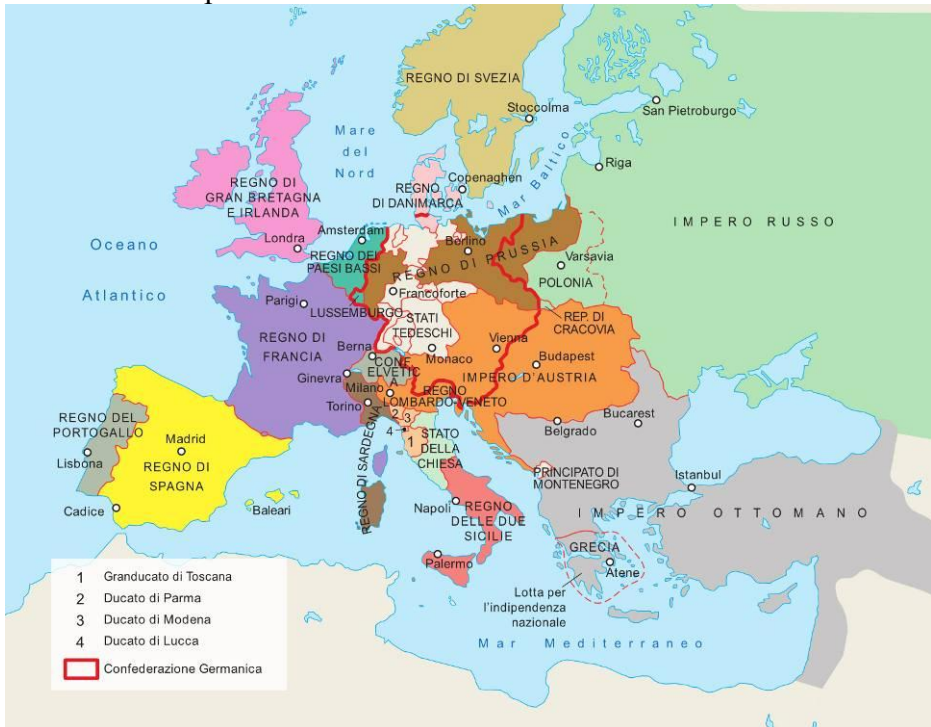 REGNO DI SVEZIA
Stoccolma
San Pietroburgo
Mare
del
Nord
Mar Baltico
Riga
REGNO DI
GRAN BRETAGNA
E IRLANDA
Copenaghen
REGNO
DI DANIMARCA
IMPERO RUSSO
Oceano
Atlantico
Londra
Amsterdam
REGNO DEI
PAESI BASSI
Berlino
REGNO DI PRUSSIA
Varsavia
POLONIA
Parigi
LUSSEMBURGO
Francoforte
STATI
TEDESCHI
REP. DI
CRACOVIA
REGNO DI
FRANCIA
Berna
Monaco
Vienna
Budapest
IMPERO D'AUSTRIA
CONF.
ELVETIC
A
Ginevra
Milano
REGNO
LOMBARDO-VENETO
Torino
Bucarest
Belgrado
REGNO DEL
PORTOGALLO
Lisbona
Madrid
REGNO DI
SPAGNA
Cadice
Baleari
REGNO DI SARDEGNA
2
3
4
1
STATO
DELLA
CHIESA
PRINCIPATO DI
MONTENEGRO
Istanbul
Napoli
REGNO
DELLE DUE
SICILIE
Palermo
IMPERO OTTOMANO
GRECIA
Atene
Lotta per
l'indipendenza
nazionale
Mar Mediterraneo
1 Granducato di Toscana
2 Ducato di Parma
3 Ducato di Modena
4 Ducato di Lucca
Confederazione Germanica